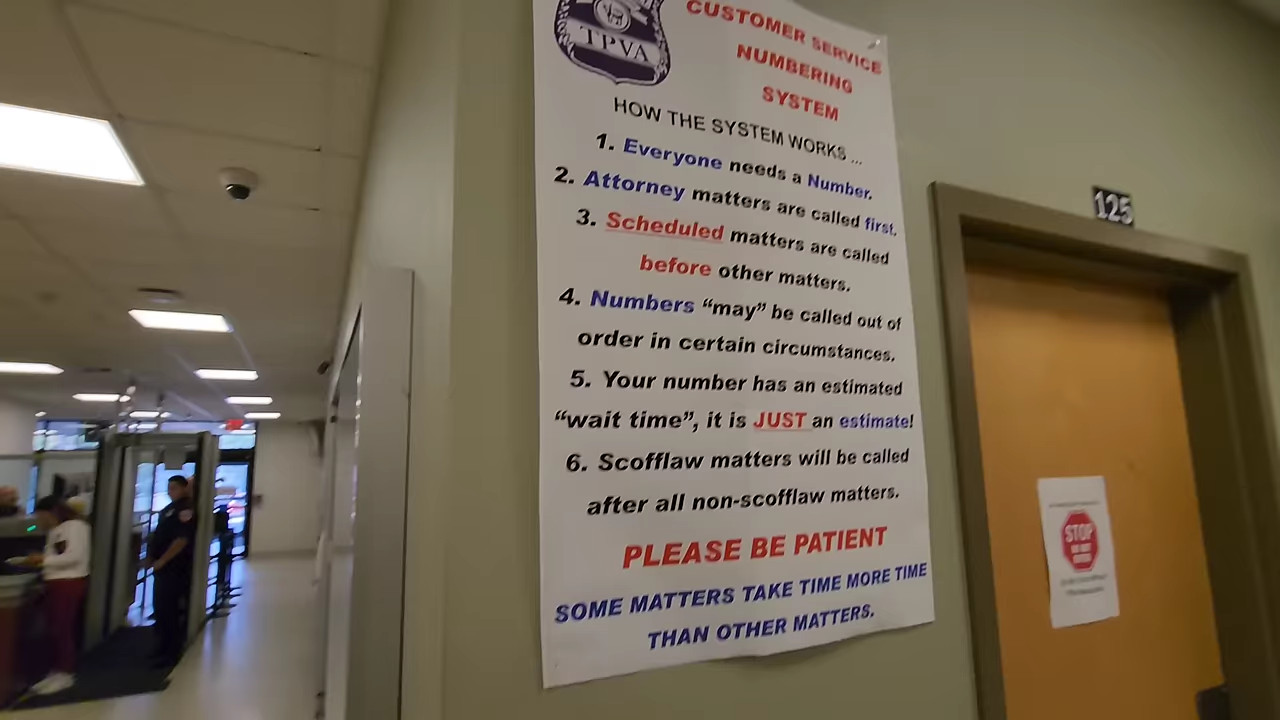 TPVA
CUSTOMER SERVICE
NUMBERING
SYSTEM
HOW THE SYSTEM WORKS ...
1. Everyone needs a Number.
2. Attorney matters are called first.
3. Scheduled matters are called
before other matters.
4. Numbers “may” be called out of
order in certain circumstances.
5. Your number has an estimated
“wait time”, it is JUST an estimate!
6. Scofflaw matters will be called
after all non-scofflaw matters.
PLEASE BE PATIENT
SOME MATTERS TAKE TIME MORE TIME
THAN OTHER MATTERS.
125
STOP